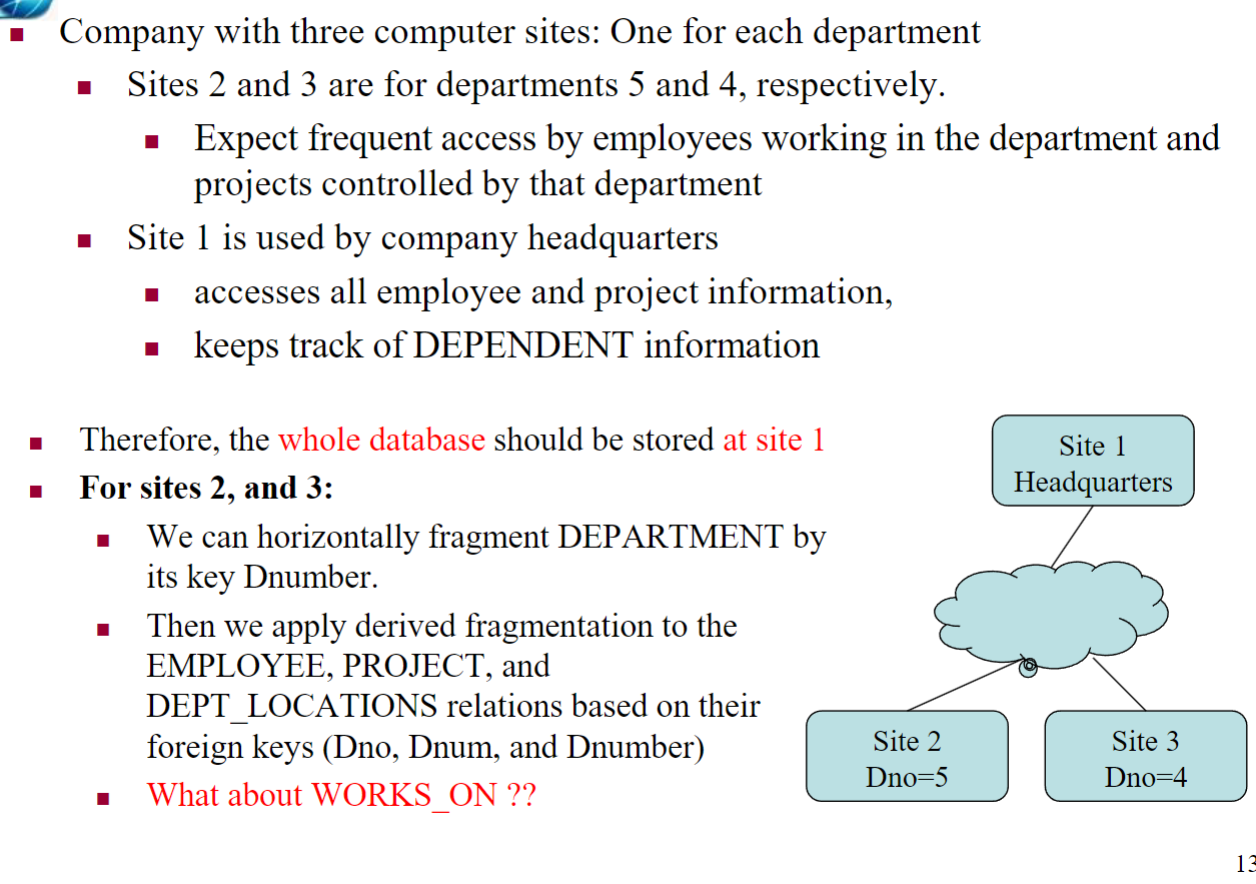 Company with three computer sites: One for each department
Sites 2 and 3 are for departments 5 and 4, respectively.
Expect frequent access by employees working in the department and
projects controlled by that department
Site 1 is used by company headquarters
accesses all employee and project information,
keeps track of DEPENDENT information
Therefore, the whole database should be stored at site 1
For sites 2, and 3:
We can horizontally fragment DEPARTMENT by
its key Dnumber.
Then we apply derived fragmentation to the
EMPLOYEE, PROJECT, and
DEPT_LOCATIONS relations based on their
foreign keys (Dno, Dnum, and Dnumber)
What about WORKS_ON ??
Site 1
Headquarters
Site 2
Dno=5
Site 3
Dno=4
13